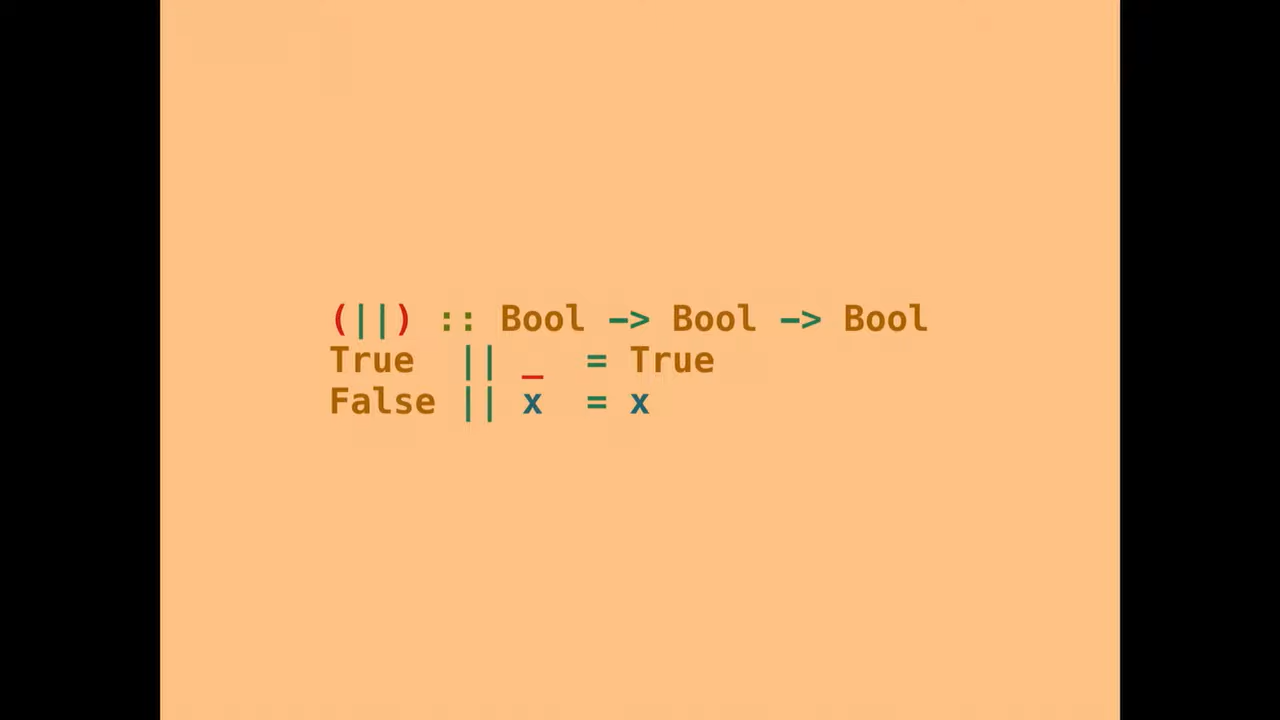 (||) :: Bool -> Bool -> Bool
True  || _  = True
False || x  = x